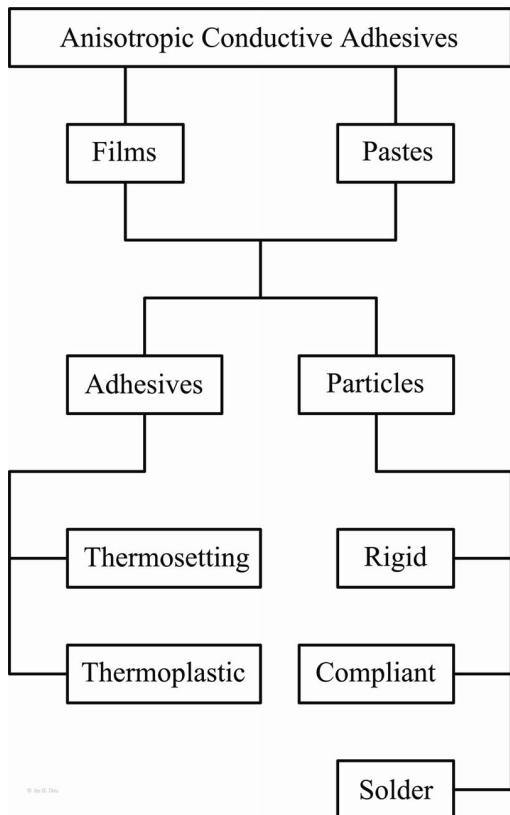 Anisotropic Conductive Adhesives
Films
Pastes
Adhesives
Particles
Thermosetting
Rigid
Thermoplastic
Compliant
Solder